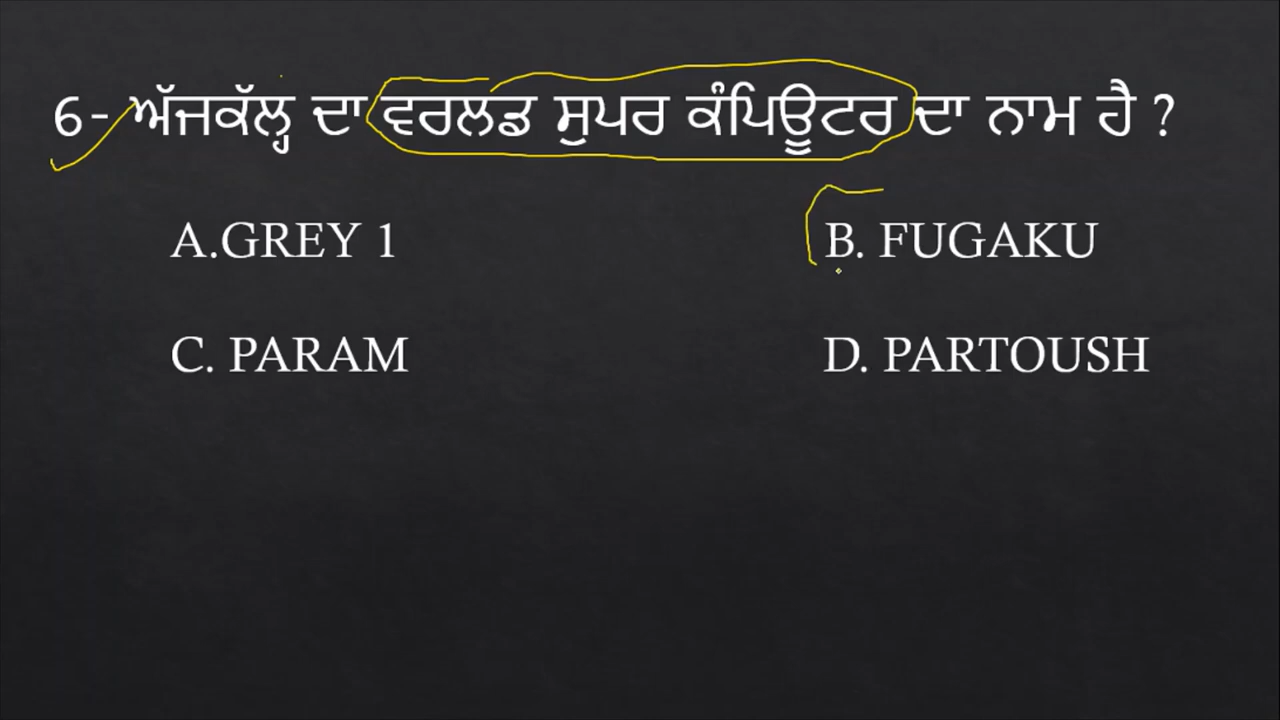 6- ਅੱਜਕੱਲ੍ਹ ਦਾ ਵਰਲਡ ਸੁਪਰ ਕੰਪਿਊਟਰ ਦਾ ਨਾਮ ਹੈ ?
A.GREY 1 B. FUGAKU
C. PARAM D. PARTOUSH